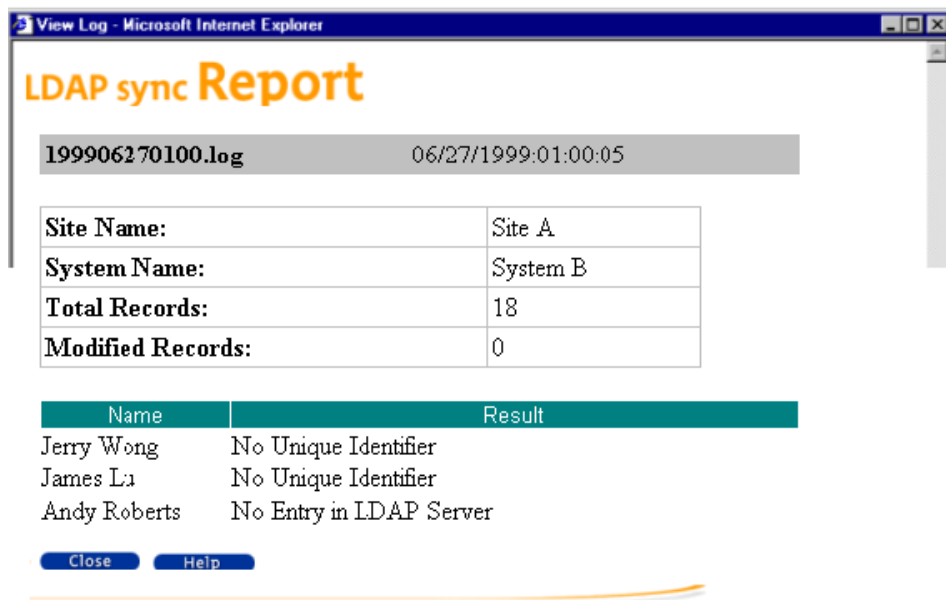 View Log - Microsoft Internet Explorer
LDAP sync Report
199906270100.log 06/27/1999:01:00:05
Site Name: Site A
System Name: System B
Total Records: 18
Modified Records: 0
Name Result
Jerry Wong No Unique Identifier
James Lu No Unique Identifier
Andy Roberts No Entry in LDAP Server
Close Help